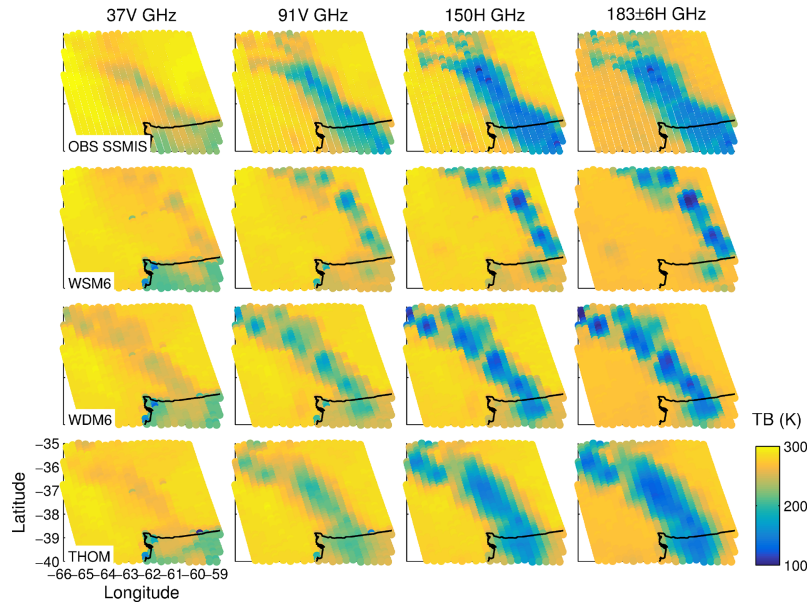 37V GHz 91V GHz 150H GHz 183±6H GHz
OBS SSMIS
WSM6
WDM6
TB (K)
300
200
100
−35
−36
−37
−38
−39
−40
Latitude
THOM
−66−65−64−63−62−61−60−59
Longitude